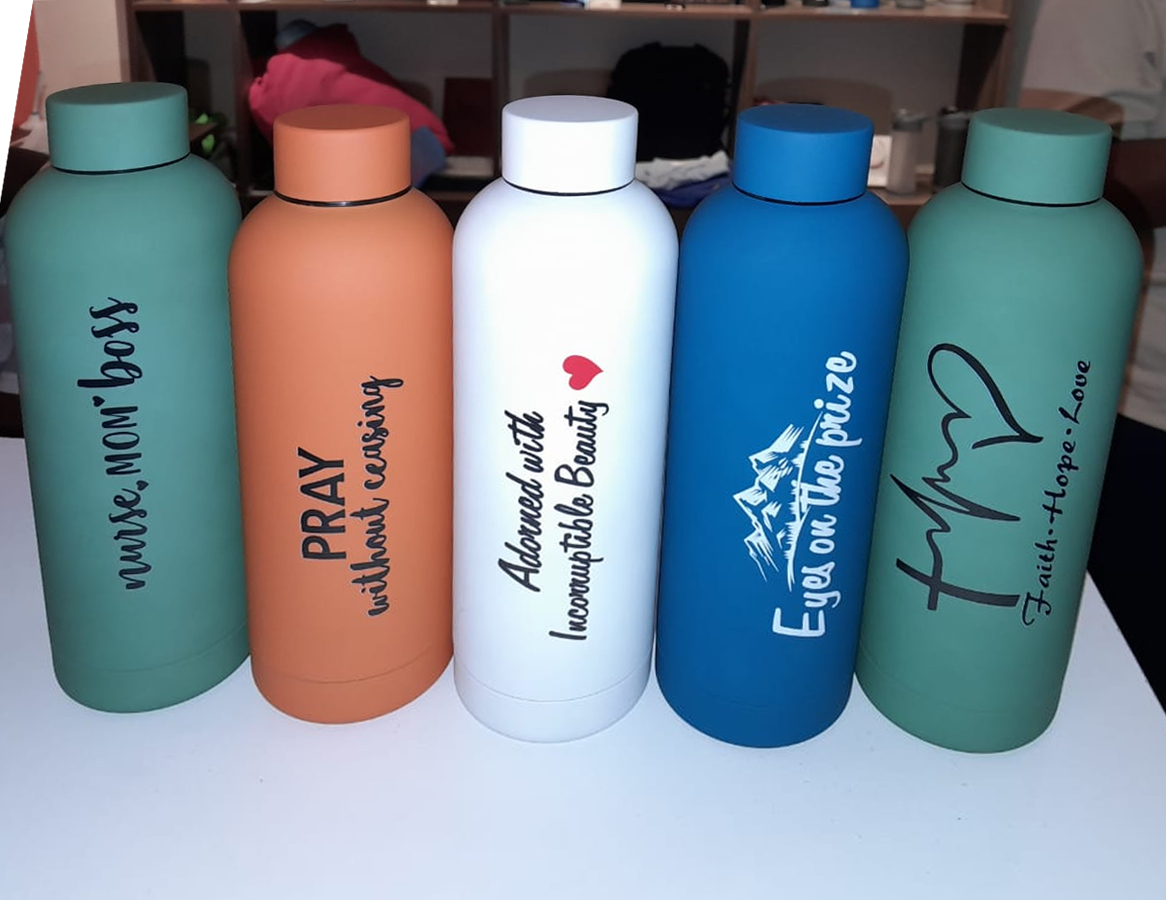 nurse, MOM boss
PRAY
without ceasing
Adorned with
Incorruptible Beauty
Eyes on the prize
Faith•Hope•Love